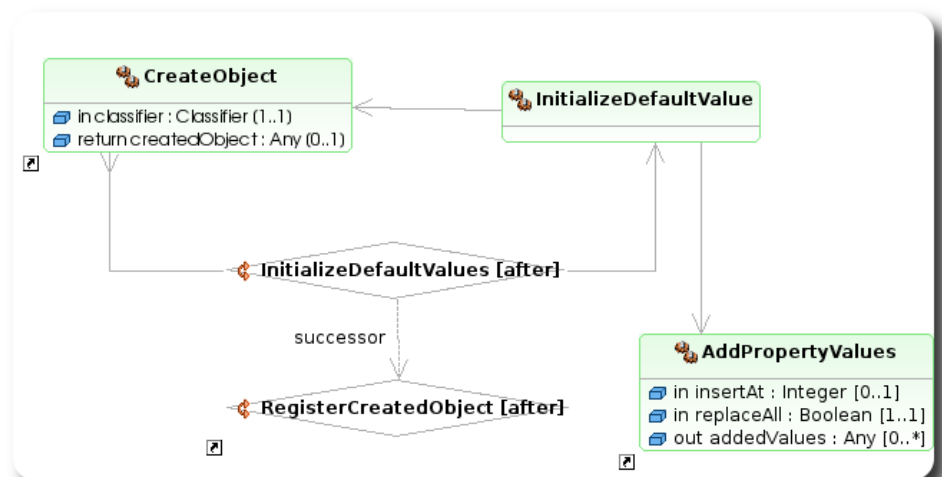 CreateObject
in classifier : Classifier [1..1]
return createdObject : Any [0..1]
InitializeDefaultValue
InitializeDefaultValues [after]
successor
RegisterCreatedObject [after]
AddPropertyValues
in insertAt : Integer [0..1]
in replaceAll : Boolean [1..1]
out addedValues : Any [0..*]